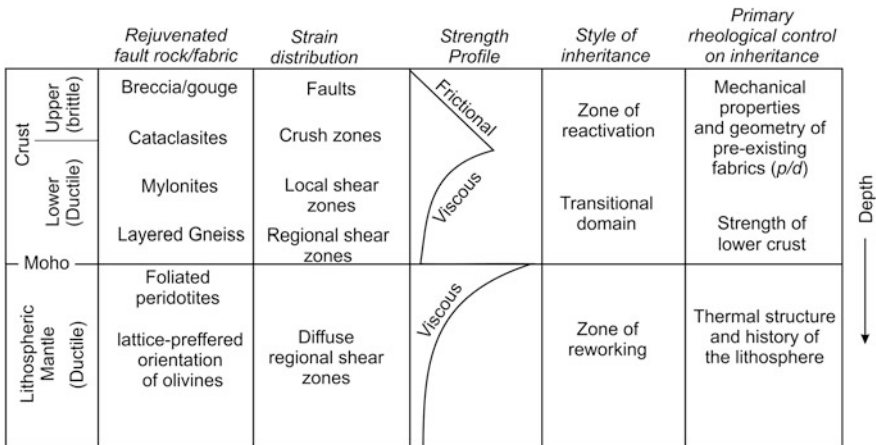 Rejuvenated
fault rock/fabric
Strain
distribution
Strength
Profile
Style of
inheritance
Primary
rheological control
on inheritance
Crust
Upper
(brittle)
Breccia/gouge
Cataclasites
Faults
Crush zones
Frictional
Zone of
reactivation
Mechanical
properties
and geometry of
pre-existing
fabrics (p/d)
Lower
(Ductile)
Mylonites
Layered Gneiss
Local shear
zones
Regional shear
zones
Viscous
Transitional
domain
Strength of
lower crust
Moho
Lithospheric
Mantle
(Ductile)
Foliated
peridotites
lattice-preffered
orientation
of olivines
Diffuse
regional shear
zones
Viscous
Zone of
reworking
Thermal structure
and history of
the lithosphere
Depth